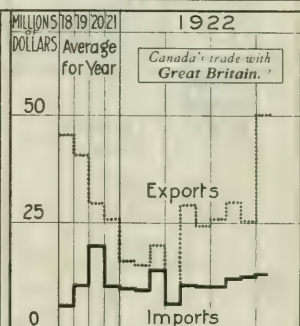 MILLIONS OF DOLLARS
'18 '19 '20 '21
Average for Year
1922
Canada's trade with
Great Britain.
50
25
0
Exports
Imports